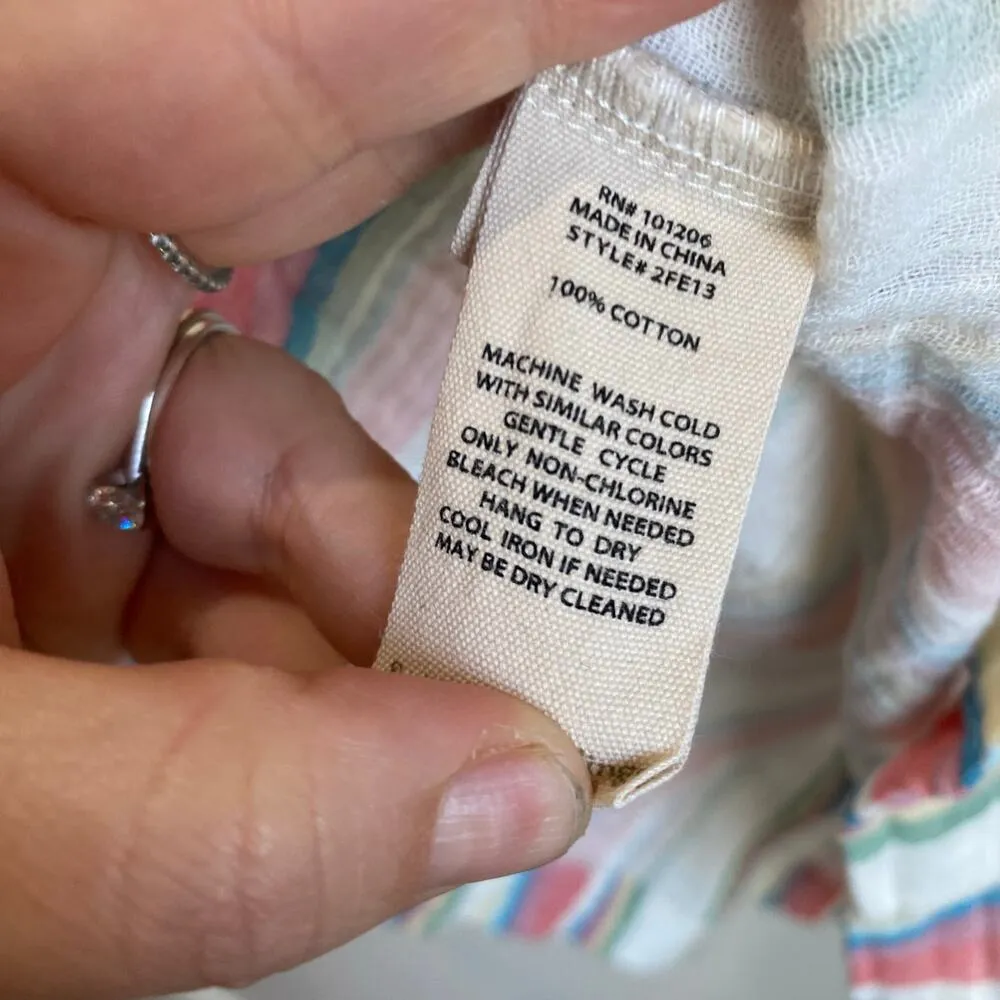 RN# 101206
MADE IN CHINA
STYLE# 2FE13
100% COTTON
MACHINE WASH COLD
WITH SIMILAR COLORS
GENTLE CYCLE
ONLY NON-CHLORINE
BLEACH WHEN NEEDED
HANG TO DRY
COOL IRON IF NEEDED
MAY BE DRY CLEANED